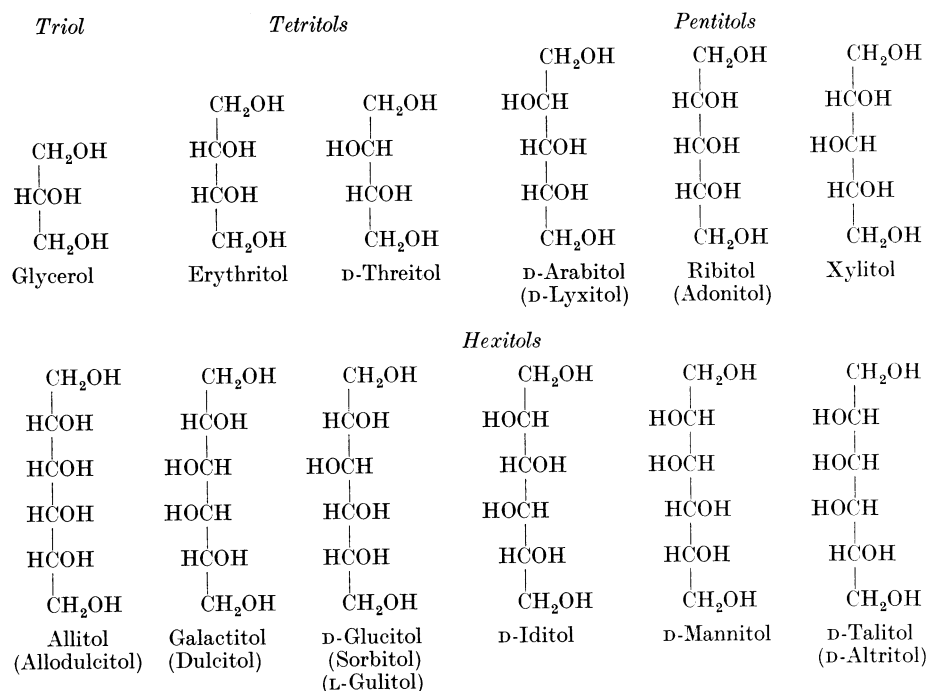 Triol Tetritols Pentitols
CH₂OH CH₂OH CH₂OH
CH₂OH CH₂OH HOCH HCOH HCOH
CH₂OH HCOH HOCH HCOH HCOH HOCH
HCOH HCOH HCOH HCOH HCOH HCOH
CH₂OH CH₂OH CH₂OH CH₂OH CH₂OH CH₂OH
Glycerol Erythritol D-Threitol D-Arabitol Ribitol Xylitol
(D-Lyxitol) (Adonitol)
Hexitols
CH₂OH CH₂OH CH₂OH CH₂OH CH₂OH CH₂OH
HCOH HCOH HCOH HOCH HOCH HOCH
HCOH HOCH HOCH HCOH HOCH HOCH
HCOH HOCH HCOH HOCH HCOH HOCH
HCOH HCOH HCOH HCOH HCOH HCOH
CH₂OH CH₂OH CH₂OH CH₂OH CH₂OH CH₂OH
Allitol Galactitol D-Glucitol D-Iditol D-Mannitol D-Talitol
(Allodulcitol) (Dulcitol) (Sorbitol) (D-Altritol)
(L-Gulitol)